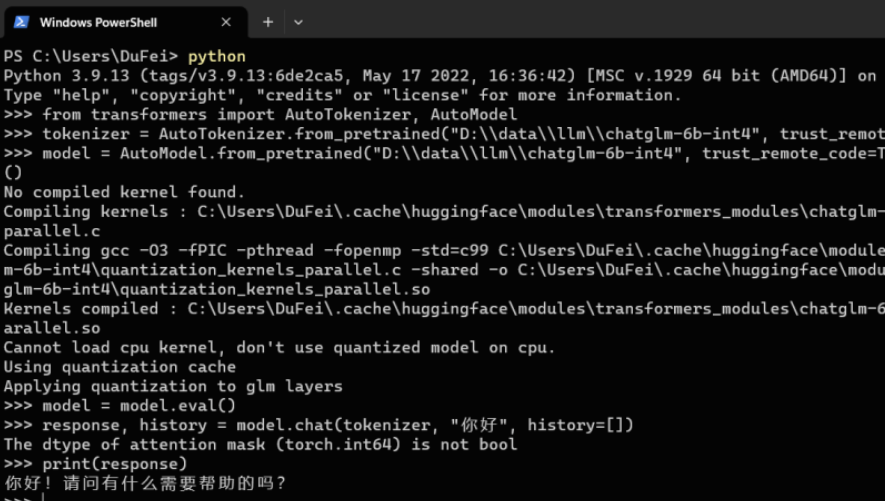 Windows PowerShell
PS C:\Users\DuFei> python
Python 3.9.13 (tags/v3.9.13:6de2ca5, May 17 2022, 16:36:42) [MSC v.1929 64 bit (AMD64)] on
Type "help", "copyright", "credits" or "license" for more information.
>>> from transformers import AutoTokenizer, AutoModel
>>> tokenizer = AutoTokenizer.from_pretrained("D:\\data\\llm\\chatglm-6b-int4", trust_remot
>>> model = AutoModel.from_pretrained("D:\\data\\llm\\chatglm-6b-int4", trust_remote_code=T
()
No compiled kernel found.
Compiling kernels : C:\Users\DuFei\.cache\huggingface\modules\transformers_modules\chatglm-
parallel.c
Compiling gcc -O3 -fPIC -pthread -fopenmp -std=c99 C:\Users\DuFei\.cache\huggingface\module
m-6b-int4\quantization_kernels_parallel.c -shared -o C:\Users\DuFei\.cache\huggingface\modu
glm-6b-int4\quantization_kernels_parallel.so
Kernels compiled : C:\Users\DuFei\.cache\huggingface\modules\transformers_modules\chatglm-6
arallel.so
Cannot load cpu kernel, don't use quantized model on cpu.
Using quantization cache
Applying quantization to glm layers
>>> model = model.eval()
>>> response, history = model.chat(tokenizer, "你好", history=[])
The dtype of attention mask (torch.int64) is not bool
>>> print(response)
你好！请问有什么需要帮助的吗？
>>>